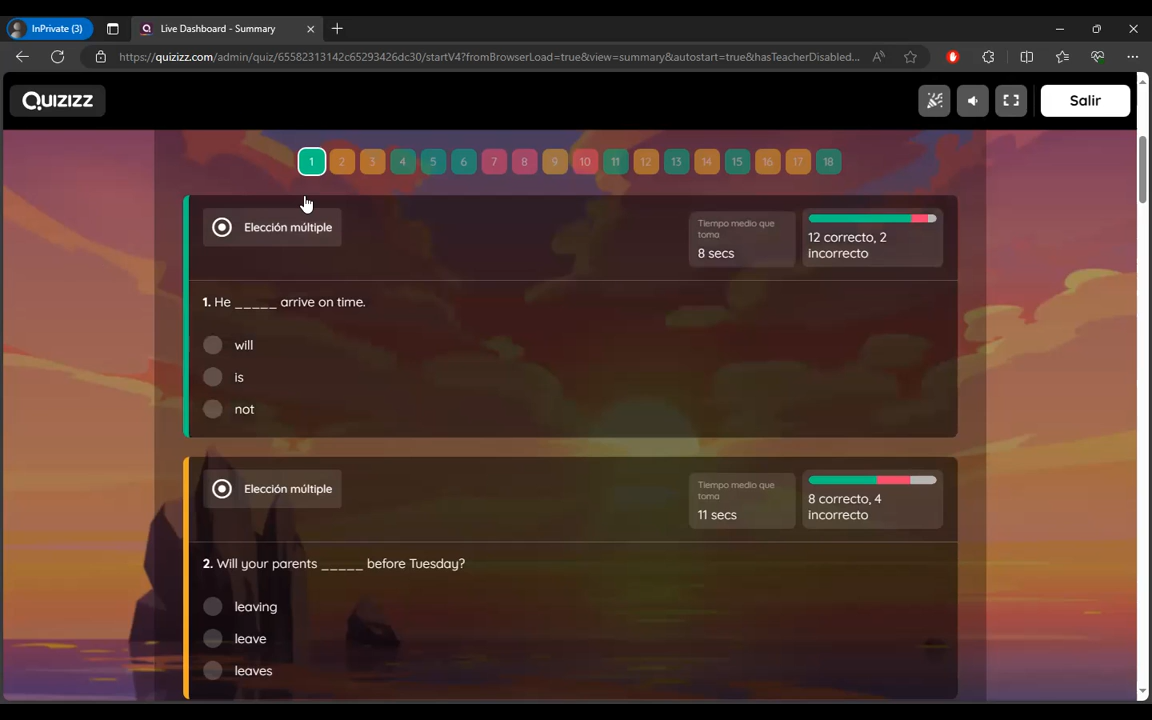 InPrivate (3)
Live Dashboard - Summary
https://quizizz.com/admin/quiz/65582313142c65293426dc30/startV4?fromBrowserLoad=true&view=summary&autostart=true&hasTeacherDisabled...
QUIZIZZ
Salir
1 2 3 4 5 6 7 8 9 10 11 12 13 14 15 16 17 18
Elección múltiple
Tiempo medio que
toma
8 secs
12 correcto, 2
incorrecto
1. He _____ arrive on time.
will
is
not
Elección múltiple
Tiempo medio que
toma
11 secs
8 correcto, 4
incorrecto
2. Will your parents _____ before Tuesday?
leaving
leave
leaves